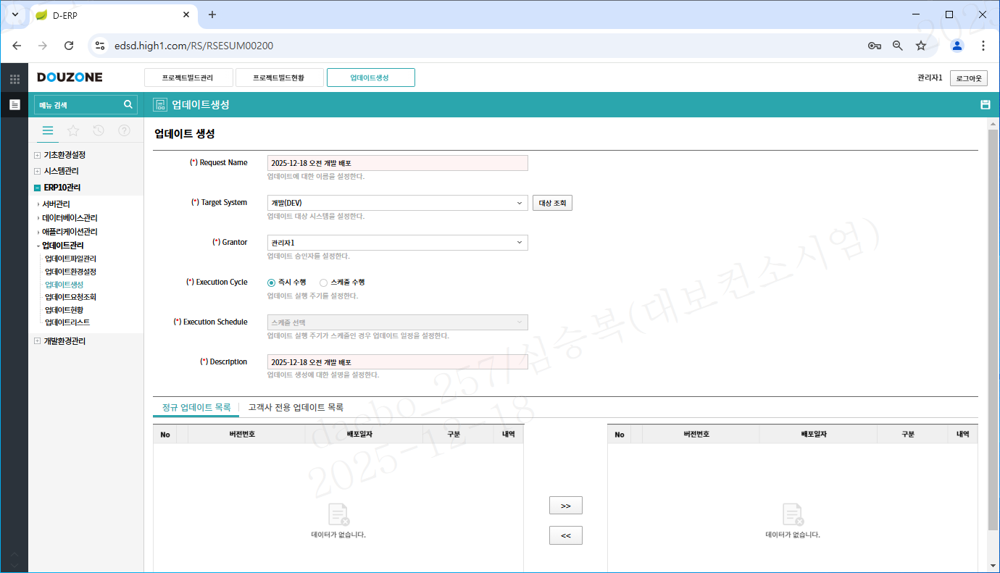 D-ERP
edsd.high1.com/RS/RSESUM00200
DOUZONE
프로젝트빌드관리
프로젝트빌드현황
업데이트생성
관리자1
로그아웃
메뉴 검색
업데이트생성
기초환경설정
시스템관리
ERP10관리
서버관리
데이터베이스관리
애플리케이션관리
업데이트관리
업데이트파일관리
업데이트환경설정
업데이트생성
업데이트요청조회
업데이트현황
업데이트리스트
개발환경관리
업데이트 생성
(*) Request Name
2025-12-18 오전 개발 배포
업데이트에 대한 이름을 설정한다.
(*) Target System
개발(DEV)
대상 조회
업데이트 대상 시스템을 설정한다.
(*) Grantor
관리자1
업데이트 승인자를 설정한다.
(*) Execution Cycle
즉시 수행
스케줄 수행
업데이트 실행 주기를 설정한다.
(*) Execution Schedule
스케줄 선택
업데이트 실행 주기가 스케줄인 경우 업데이트 일정을 설정한다.
(*) Description
2025-12-18 오전 개발 배포
업데이트 생성에 대한 설명을 설정한다.
정규 업데이트 목록
고객사 전용 업데이트 목록
No 버전번호 배포일자 구분 내역
데이터가 없습니다.
>>
<<
No 버전번호 배포일자 구분 내역
데이터가 없습니다.
daebo_257/심승복(대보컨소시엄)
2025-12-18